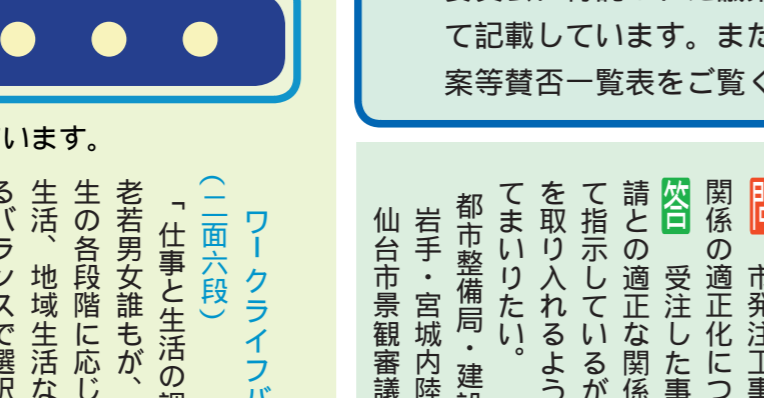 て記載しています。また
案等賛否一覧表をご覧く
います。
問 市発注工事
関係の適正化につ
答 受注した事
請との適正な関係
て指示しているが
を取り入れるよう
てまいりたい。
都市整備局・建設
岩手・宮城内陸
仙台市景観審議
ワークライフバ
(二面六段)
「仕事と生活の調
老若男女誰もが、
生の各段階に応じ
生活、地域生活な
るバランスで選択